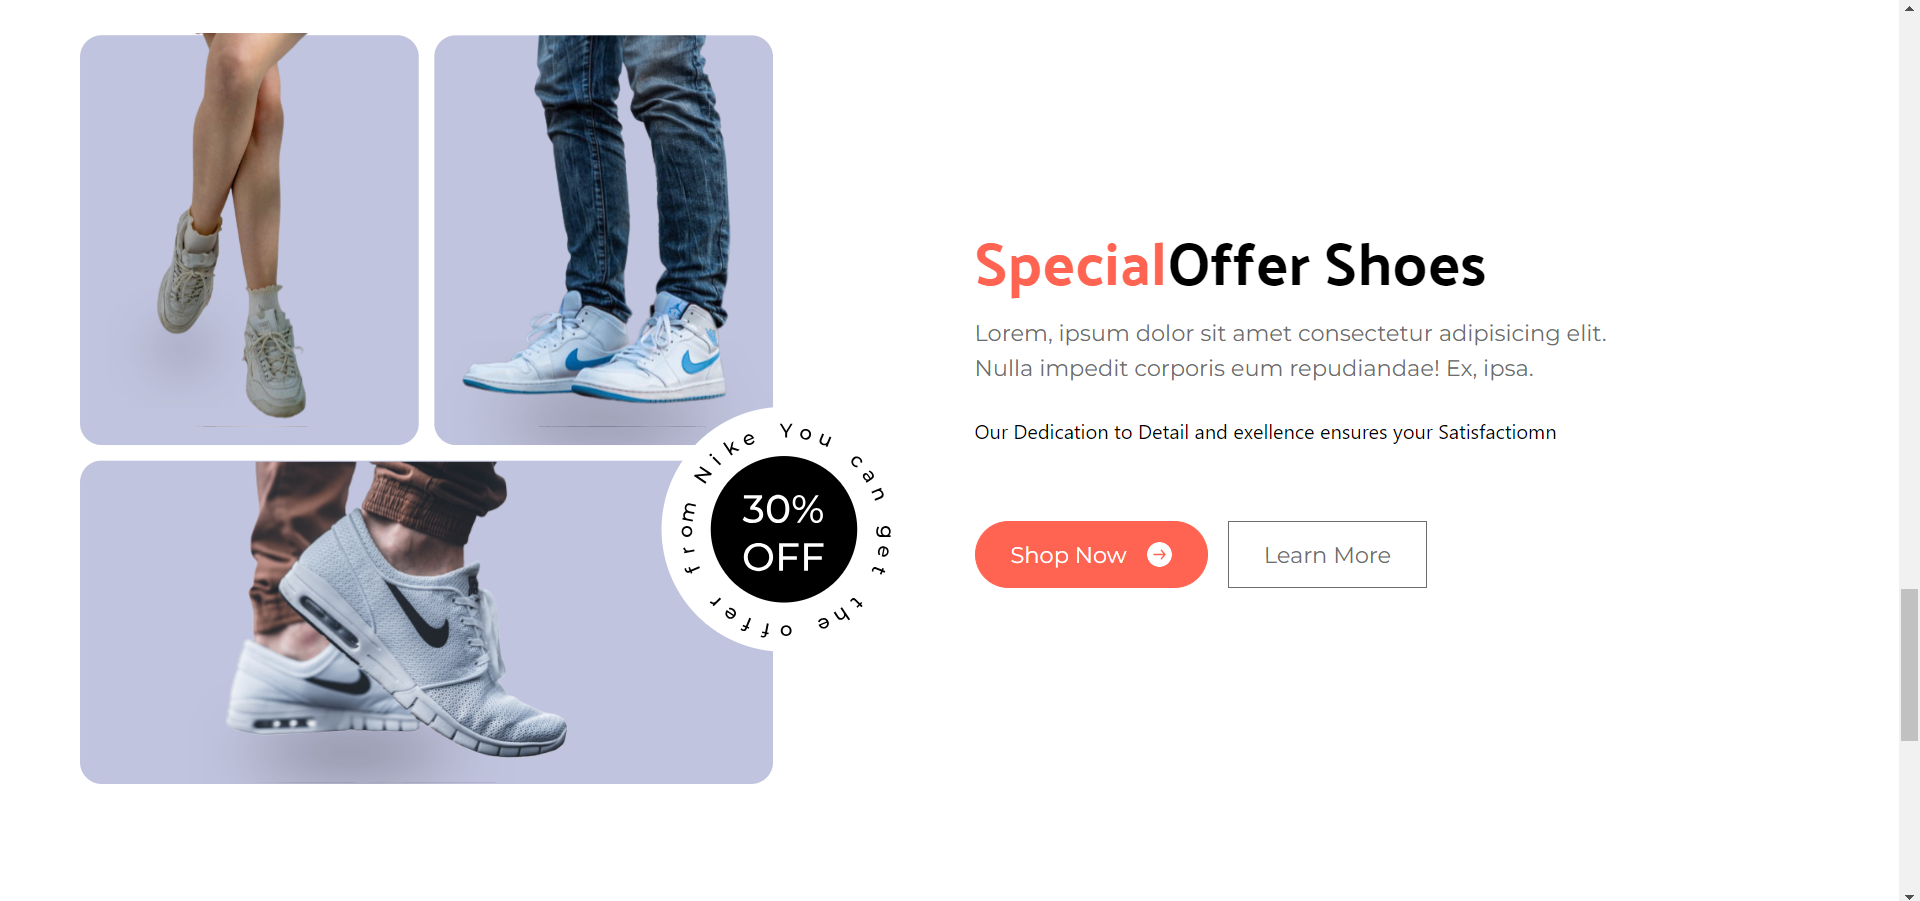 You can get the offer from Nike
30%
OFF
SpecialOffer Shoes
Lorem, ipsum dolor sit amet consectetur adipisicing elit.
Nulla impedit corporis eum repudiandae! Ex, ipsa.
Our Dedication to Detail and exellence ensures your Satisfactiomn
Shop Now
Learn More